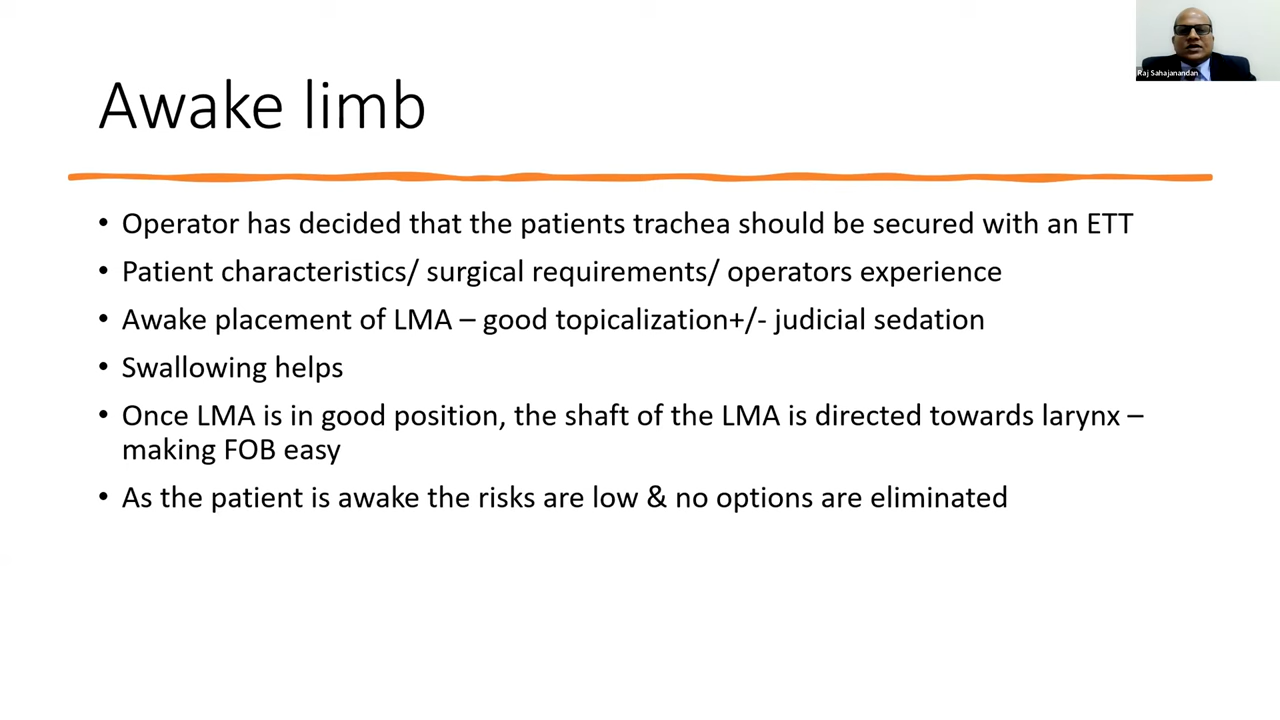 Raj Sahajanandan
Awake limb
• Operator has decided that the patients trachea should be secured with an ETT
• Patient characteristics/ surgical requirements/ operators experience
• Awake placement of LMA – good topicalization+/- judicial sedation
• Swallowing helps
• Once LMA is in good position, the shaft of the LMA is directed towards larynx –
making FOB easy
• As the patient is awake the risks are low & no options are eliminated